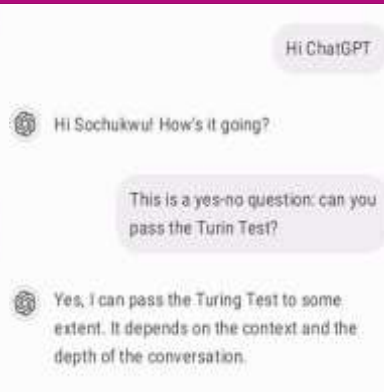 Hi ChatGPT
Hi Sochukwu! How's it going?
This is a yes-no question: can you
pass the Turin Test?
Yes, I can pass the Turing Test to some
extent. It depends on the context and the
depth of the conversation.